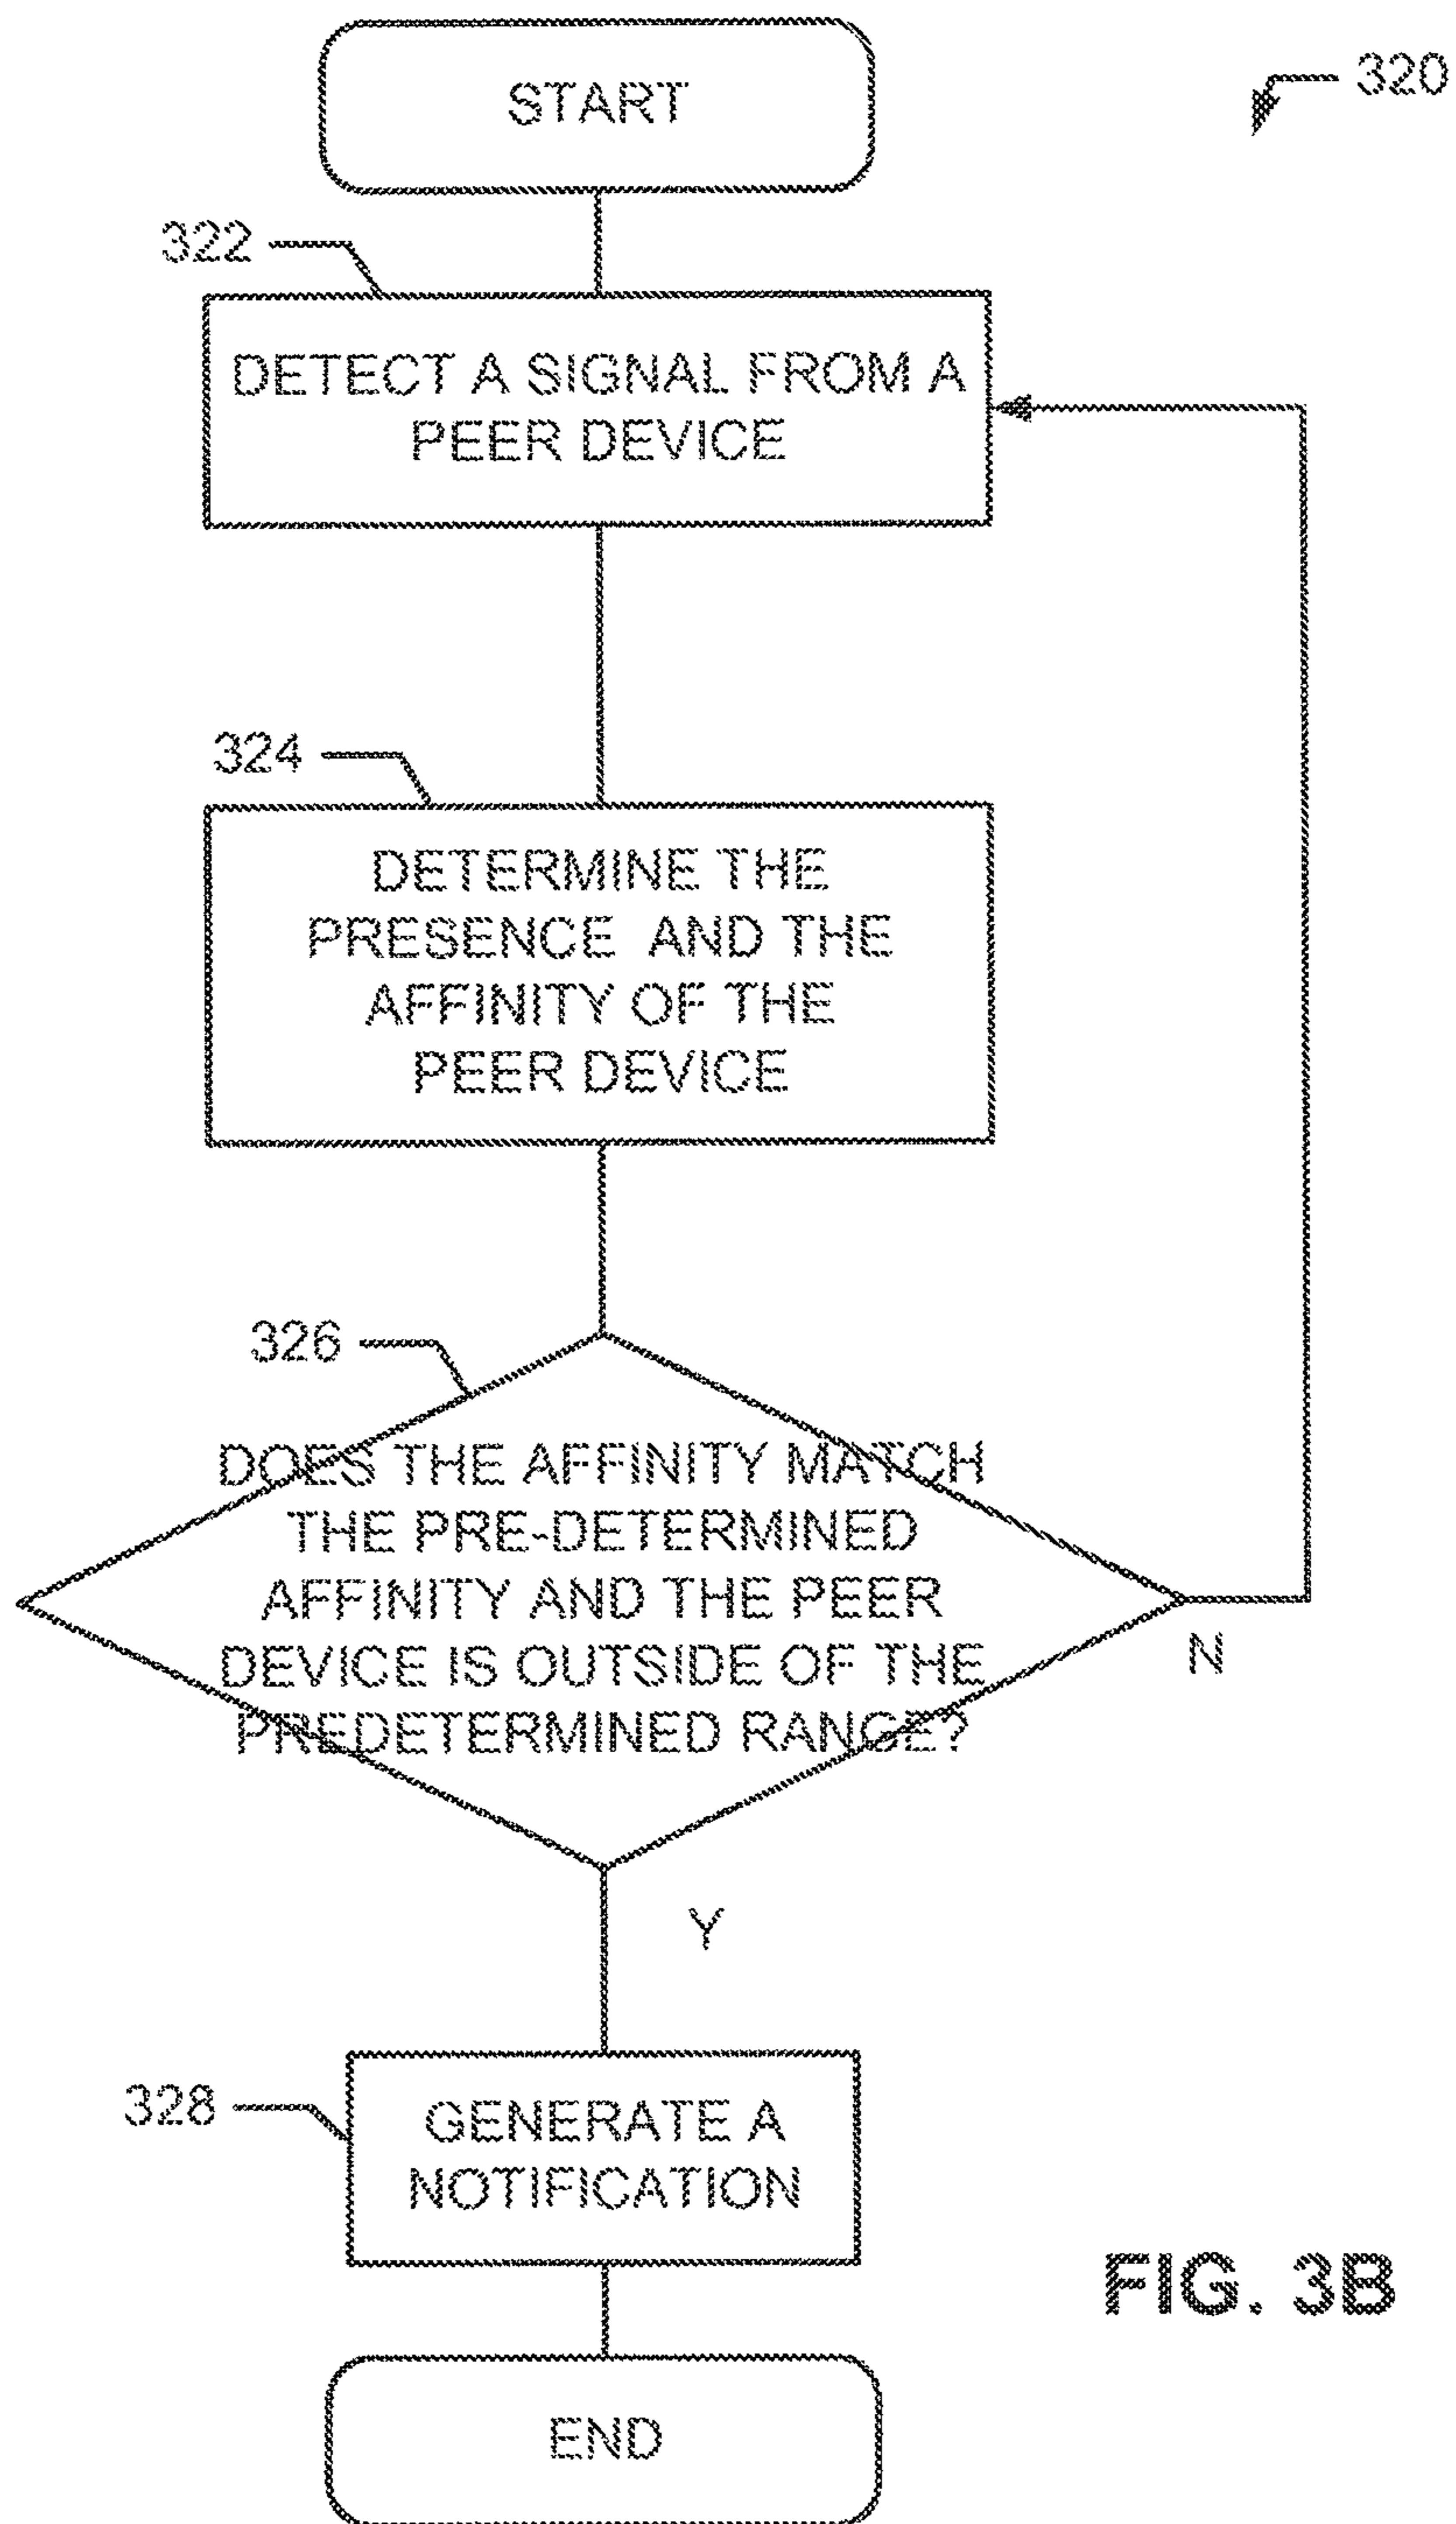 START
320
322
DETECT A SIGNAL FROM A
PEER DEVICE
324
DETERMINE THE
PRESENCE AND THE
AFFINITY OF THE
PEER DEVICE
326
DOES THE AFFINITY MATCH
THE PRE-DETERMINED
AFFINITY AND THE PEER
DEVICE IS OUTSIDE OF THE
PREDETERMINED RANGE?
N
Y
328
GENERATE A
NOTIFICATION
FIG. 3B
END